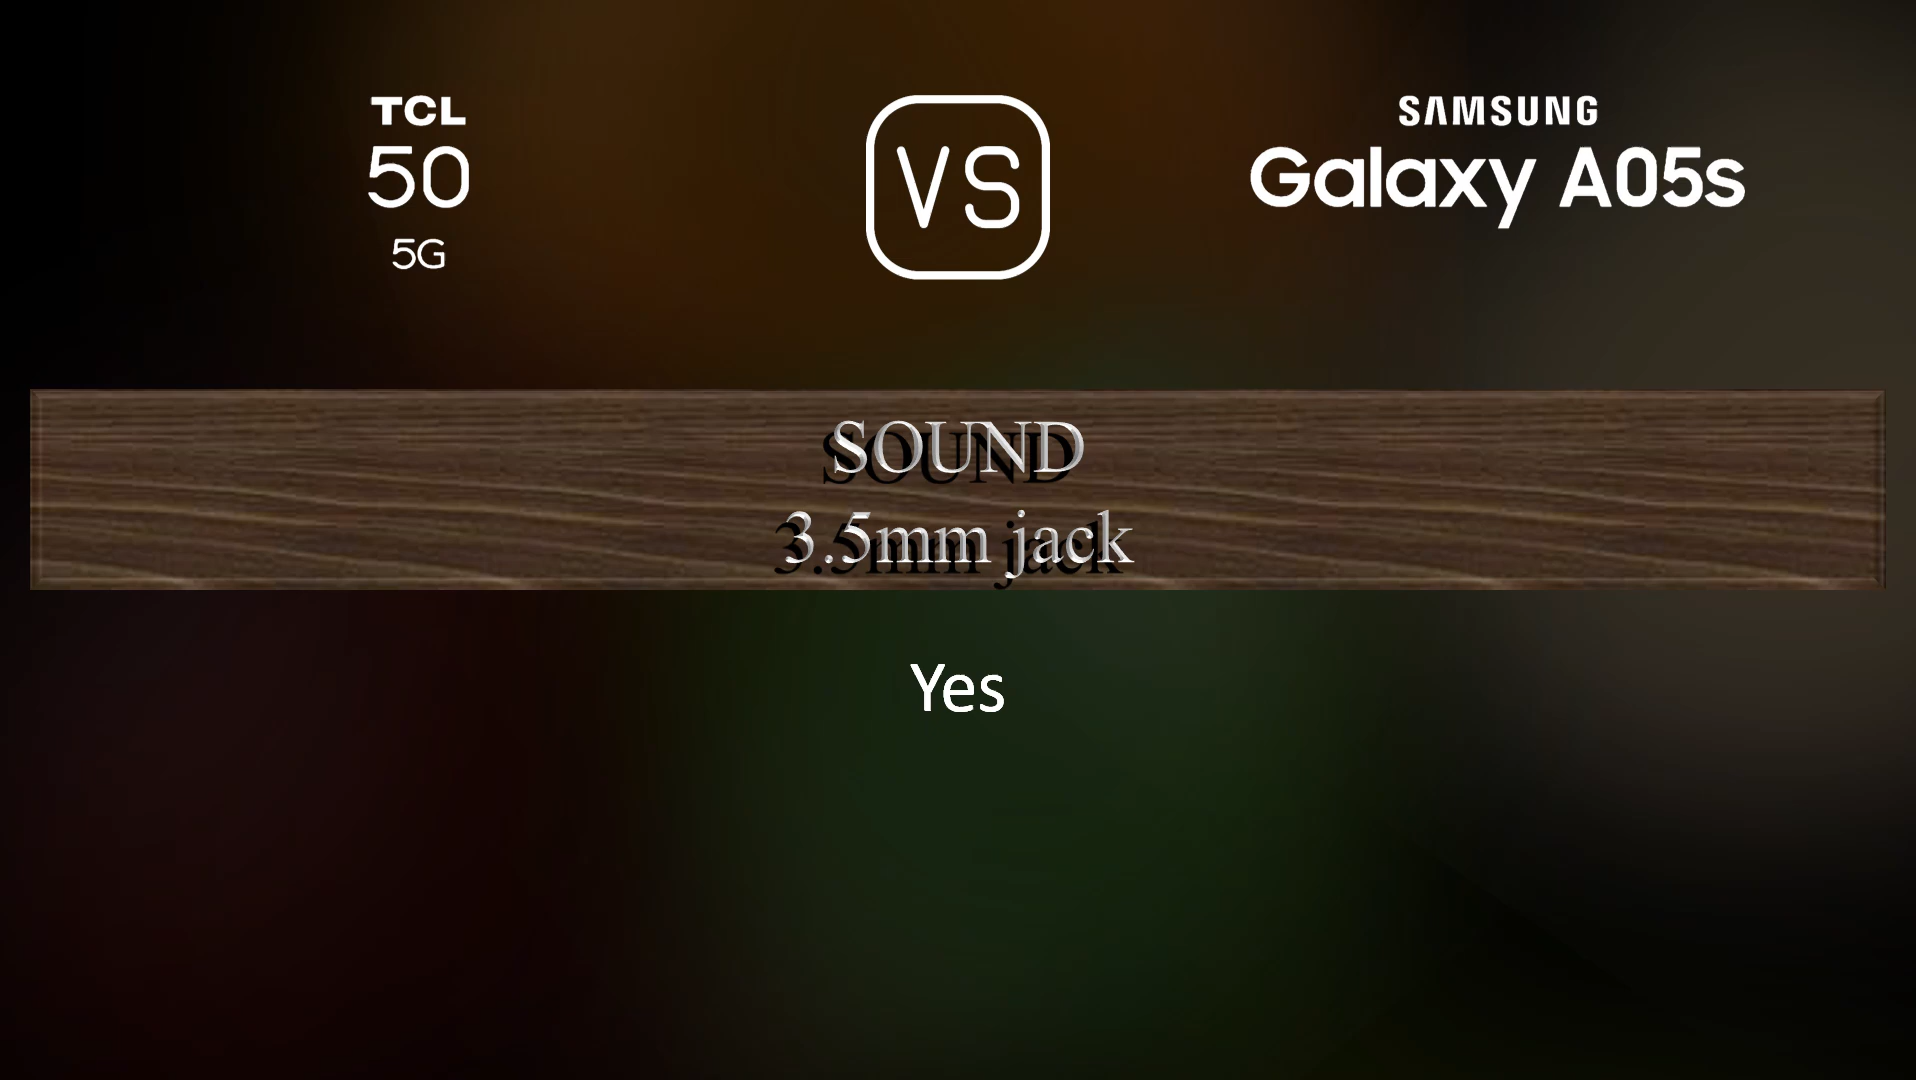 TCL
50
5G
VS
SAMSUNG
Galaxy A05s
SOUND
3.5mm jack
Yes